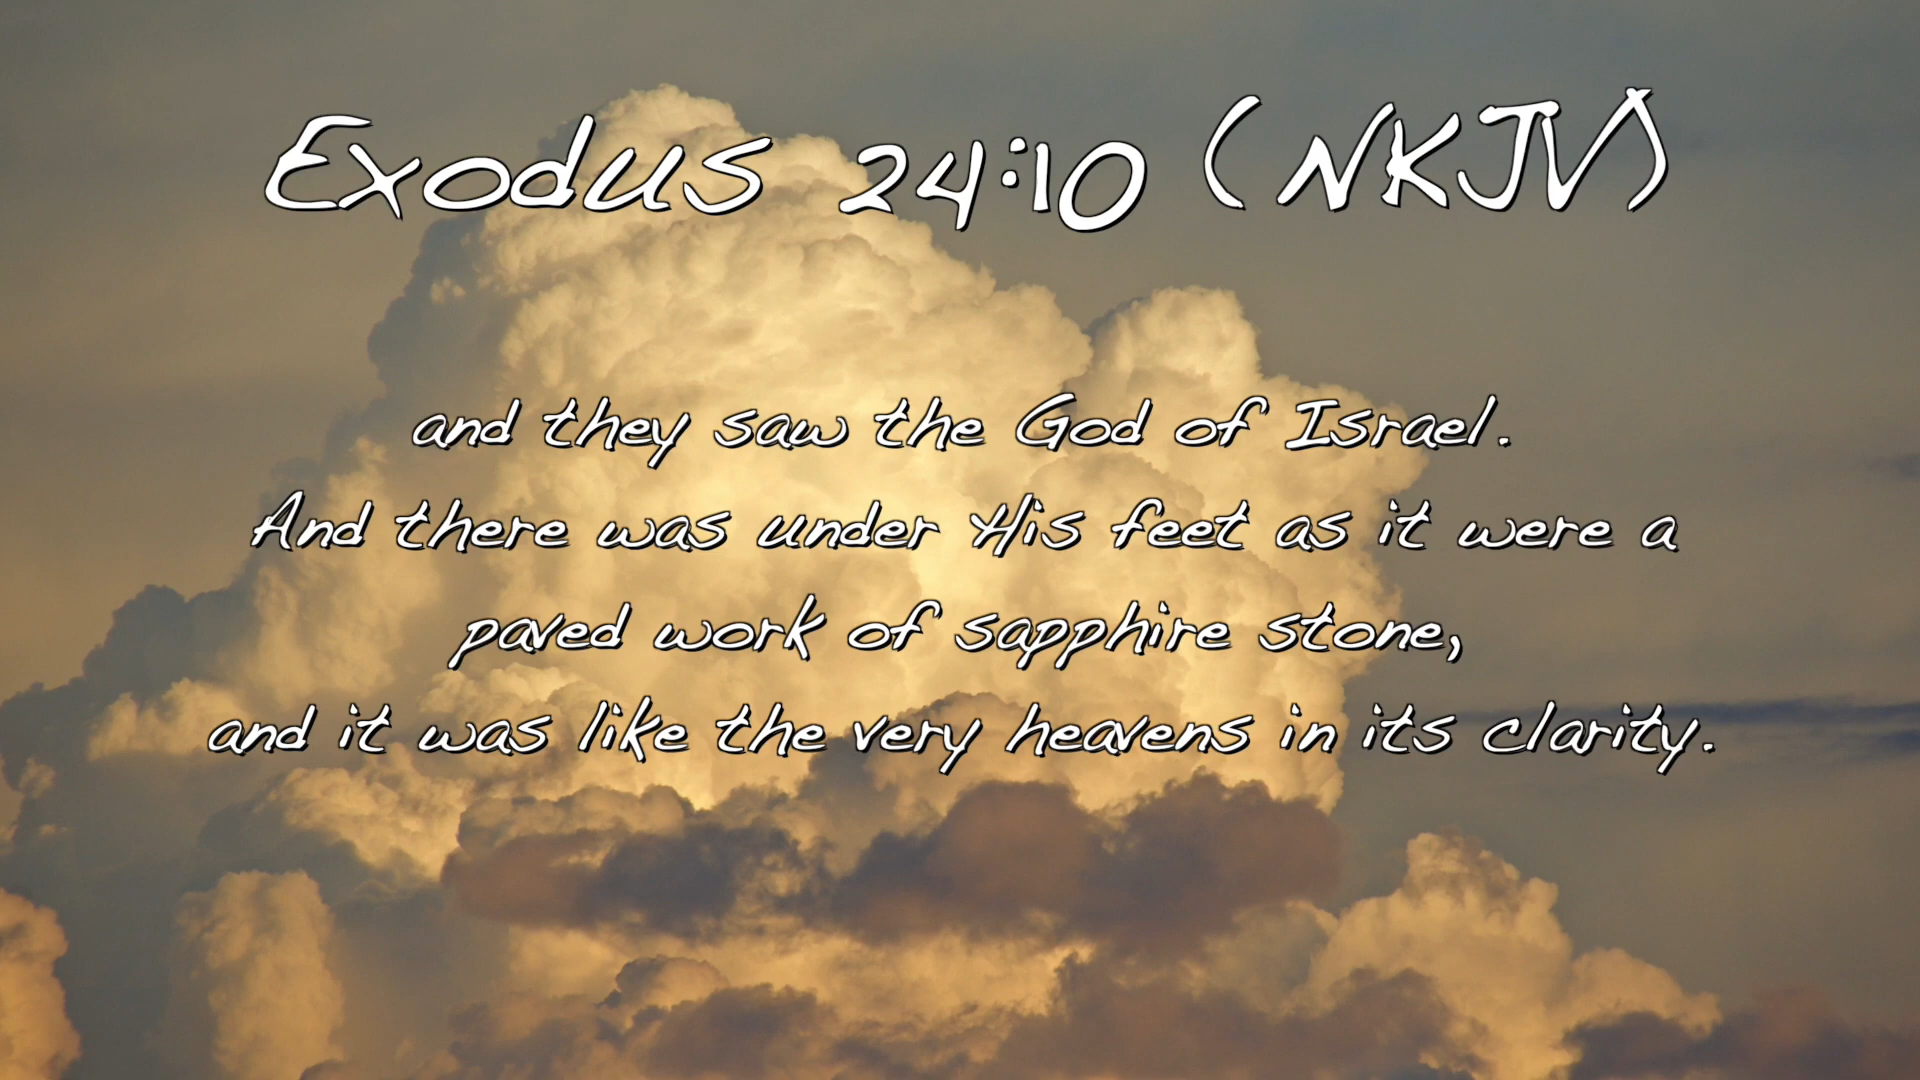 Exodus 24:10 (NKJV)
and they saw the God of Israel.
And there was under His feet as it were a
paved work of sapphire stone,
and it was like the very heavens in its clarity.